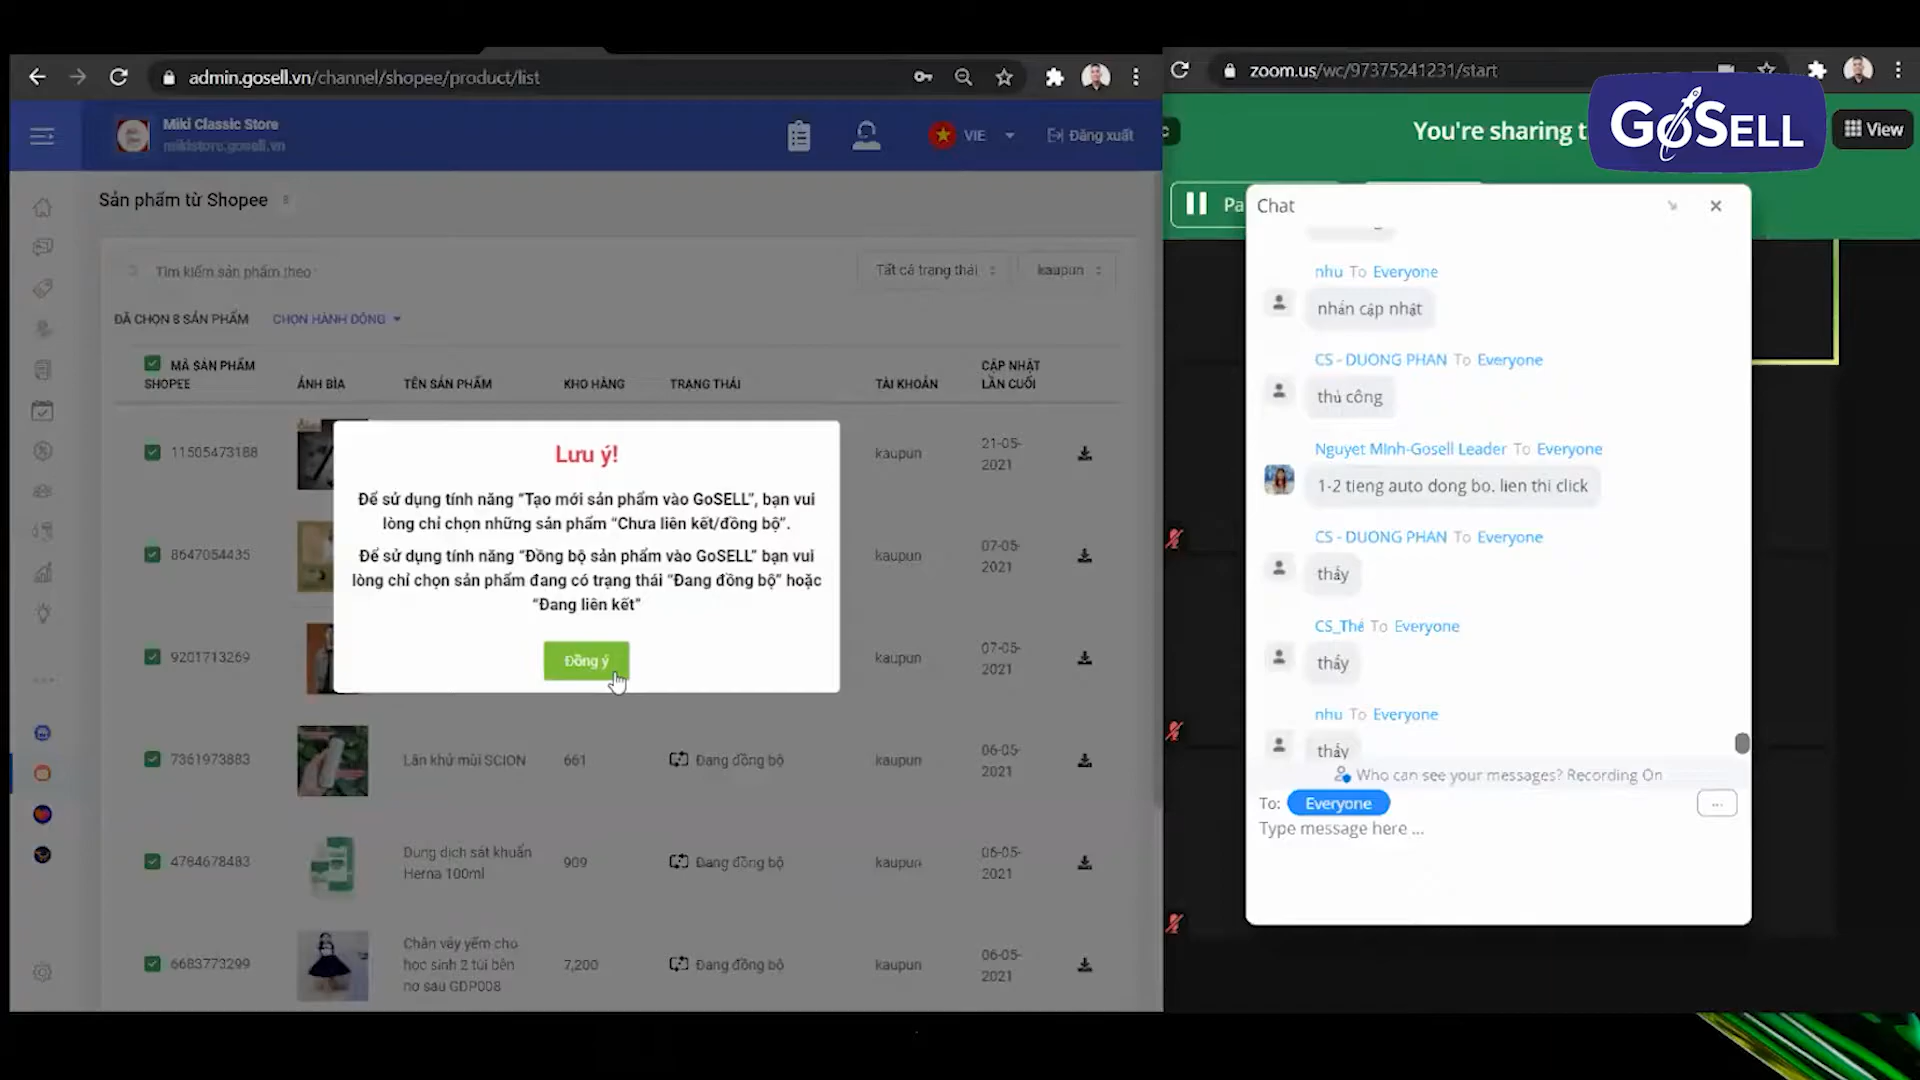 admin.gosell.vn/channel/shopee/product/list
Miki Classic Store
mikistore.gosell.vn
VIE
Đăng xuất
Sản phẩm từ Shopee
8
Tìm kiếm sản phẩm theo
Tất cả trạng thái
kaupun
ĐÃ CHỌN 8 SẢN PHẨM
CHỌN HÀNH ĐỘNG
MÃ SẢN PHẨM SHOPEE
ẢNH BÌA
TÊN SẢN PHẨM
KHO HÀNG
TRẠNG THÁI
TÀI KHOẢN
CẬP NHẬT LẦN CUỐI
11505473188
kaupun
21-05-
2021
8647054435
kaupun
07-05-
2021
9201713269
kaupun
07-05-
2021
Lưu ý!
Để sử dụng tính năng “Tạo mới sản phẩm vào GoSELL”, bạn vui
lòng chỉ chọn những sản phẩm “Chưa liên kết/đồng bộ”.
Để sử dụng tính năng “Đồng bộ sản phẩm vào GoSELL” bạn vui
lòng chỉ chọn sản phẩm đang có trạng thái “Đang đồng bộ” hoặc
“Đang liên kết”
Đồng ý
7361973883
Lăn khử mùi SCION
661
Đang đồng bộ
kaupun
06-05-
2021
4784678483
Dung dịch sát khuẩn
Herna 100ml
909
Đang đồng bộ
kaupun
06-05-
2021
6683773299
Chân váy yếm cho
học sinh 2 túi bên
nơ sau GDP008
7,200
Đang đồng bộ
kaupun
06-05-
2021
zoom.us/wc/97375241231/start
You're sharing t
GoSELL
View
Pa
Chat
nhu To Everyone
nhấn cập nhật
CS - DUONG PHAN To Everyone
thủ công
Nguyet MInh-Gosell Leader To Everyone
1-2 tieng auto dong bo. lien thi click
CS - DUONG PHAN To Everyone
thấy
CS_Thể To Everyone
thấy
nhu To Everyone
thấy
Who can see your messages? Recording On
To: Everyone
...
Type message here ...